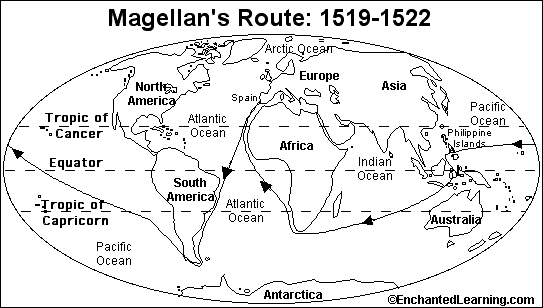 Magellan's Route: 1519-1522
Arctic Ocean
North
America
Europe
Asia
Spain
Pacific
Ocean
Tropic of
Cancer
Atlantic
Ocean
Philippine
Islands
Africa
Equator
Indian
Ocean
South
America
Tropic of
Capricorn
Atlantic
Ocean
Australia
Pacific
Ocean
Antarctica
©EnchantedLearning.com